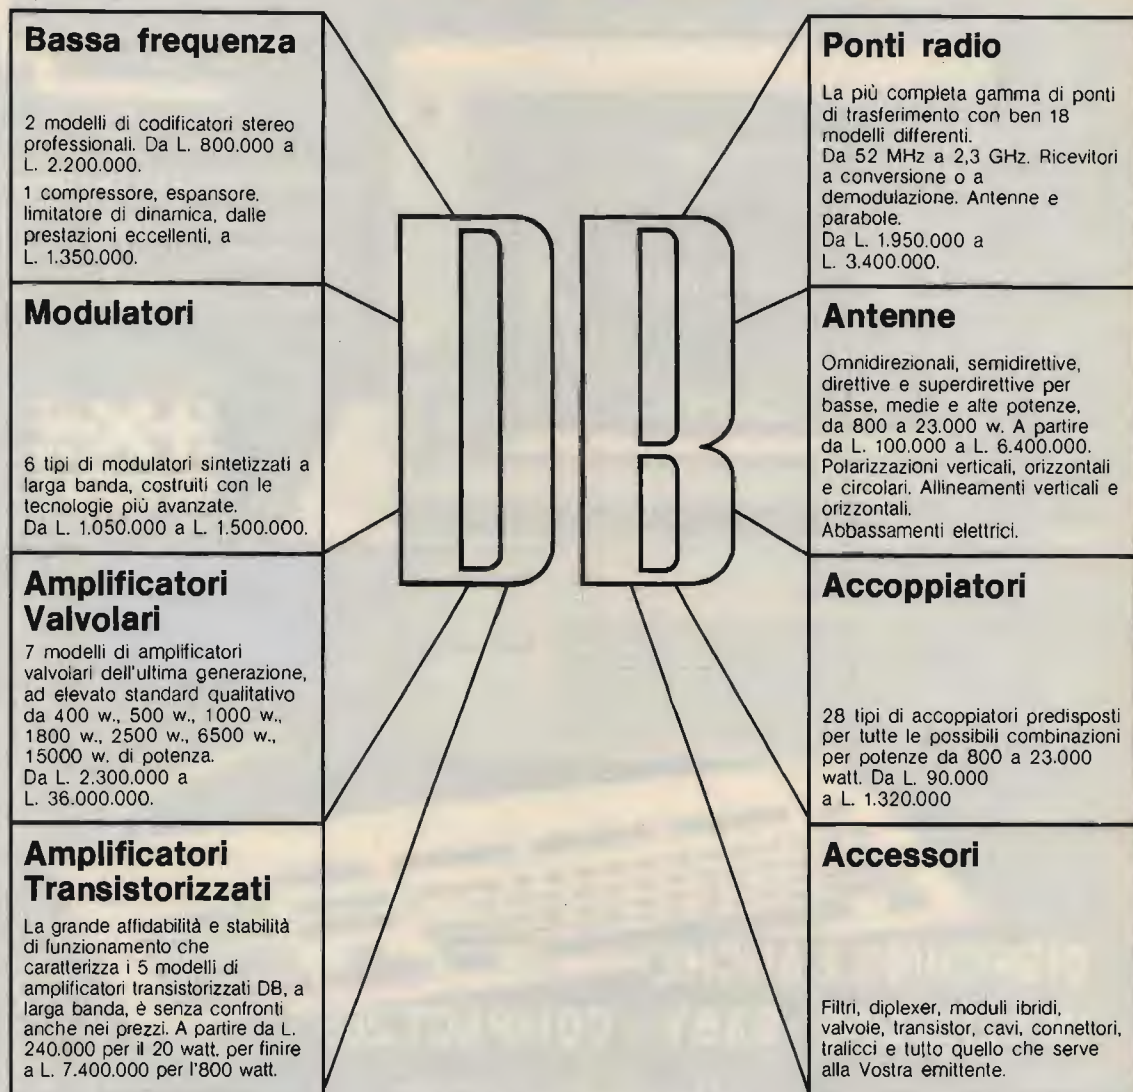 Bassa frequenza
2 modelli di codificatori stereo
professionali. Da L. 800.000 a
L. 2.200.000.
1 compressore, espansore,
limitatore di dinamica, dalle
prestazioni eccellenti, a
L. 1.350.000.
Modulatori
6 tipi di modulatori sintetizzati a
larga banda, costruiti con le
tecnologie più avanzate.
Da L. 1.050.000 a L. 1.500.000.
Amplificatori
Valvolari
7 modelli di amplificatori
valvolari dell'ultima generazione,
ad elevato standard qualitativo
da 400 w., 500 w., 1000 w.,
1800 w., 2500 w., 6500 w.,
15000 w. di potenza.
Da L. 2.300.000 a
L. 36.000.000.
Amplificatori
Transistorizzati
La grande affidabilità e stabilità
di funzionamento che
caratterizza i 5 modelli di
amplificatori transistorizzati DB, a
larga banda, è senza confronti
anche nei prezzi. A partire da L.
240.000 per il 20 watt. per finire
a L. 7.400.000 per l'800 watt.
DB
Ponti radio
La più completa gamma di ponti
di trasferimento con ben 18
modelli differenti.
Da 52 MHz a 2,3 GHz. Ricevitori
a conversione o a
demodulazione. Antenne e
parabole.
Da L. 1.950.000 a
L. 3.400.000.
Antenne
Omnidirezionali, semidirettive,
direttive e superdirettive per
basse, medie e alte potenze,
da 800 a 23.000 w. A partire
da L. 100.000 a L. 6.400.000.
Polarizzazioni verticali, orizzontali
e circolari. Allineamenti verticali e
orizzontali.
Abbassamenti elettrici.
Accoppiatori
28 tipi di accoppiatori predisposti
per tutte le possibili combinazioni
per potenze da 800 a 23.000
watt. Da L. 90.000
a L. 1.320.000
Accessori
Filtri, diplexer, moduli ibridi,
valvole, transistor, cavi, connettori,
tralicci e tutto quello che serve
alla Vostra emittente.